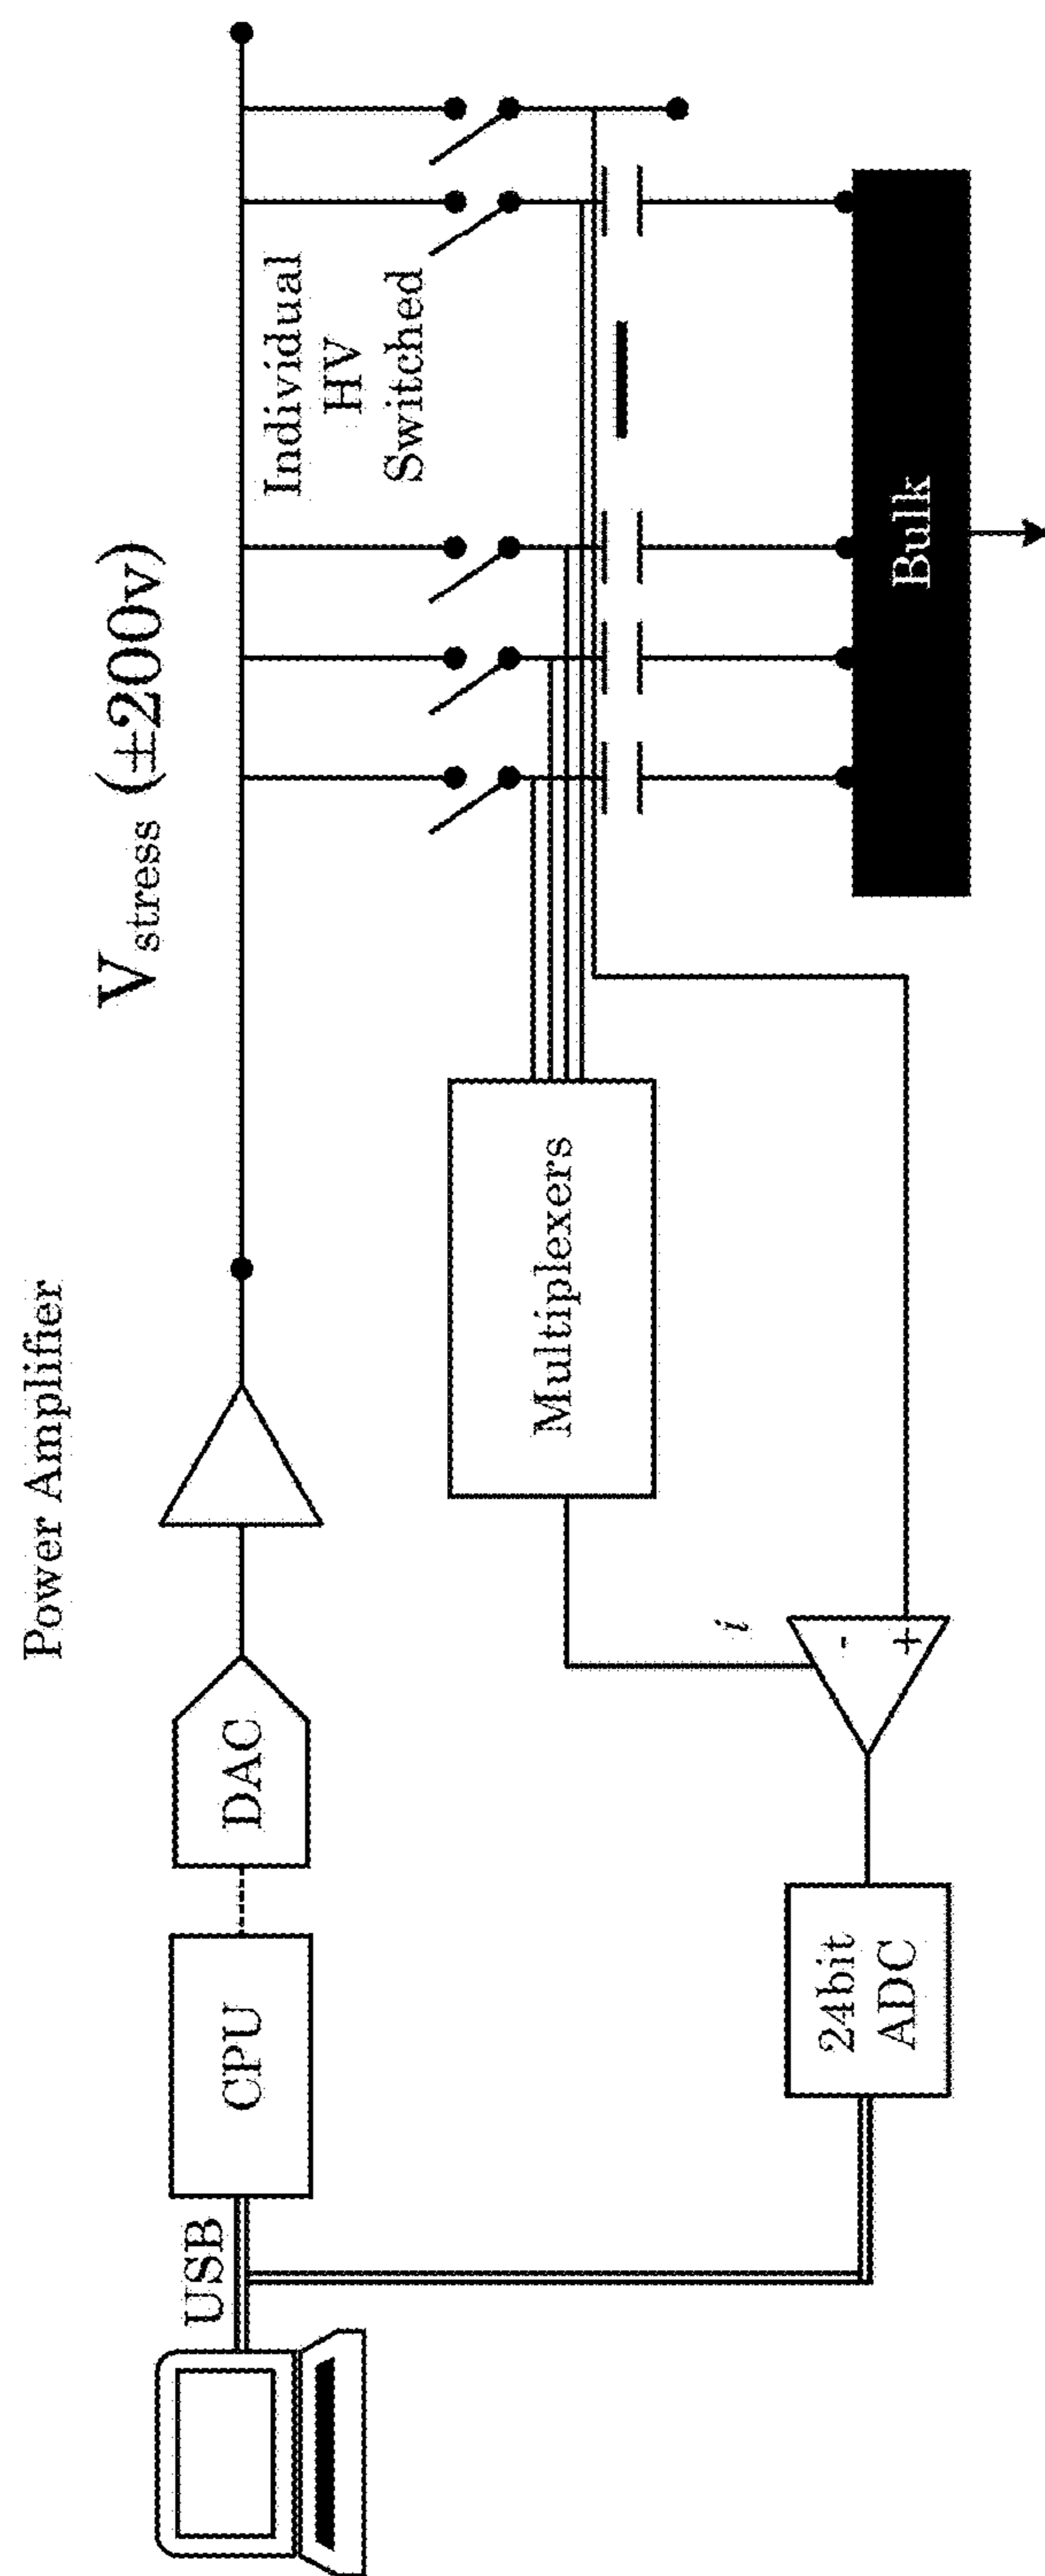 Power Amplifier
Vstress (±200v)
USB
CPU
DAC
Individual
HV
Switched
Multiplexers
i
-
+
24bit
ADC
Bulk